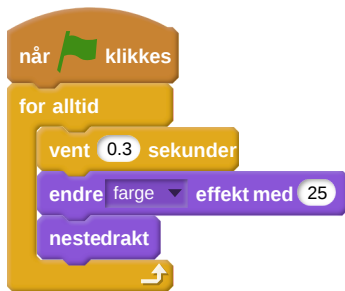 når klikkes
for alltid
vent 0.3 sekunder
endre farge effekt med 25
nestedrakt